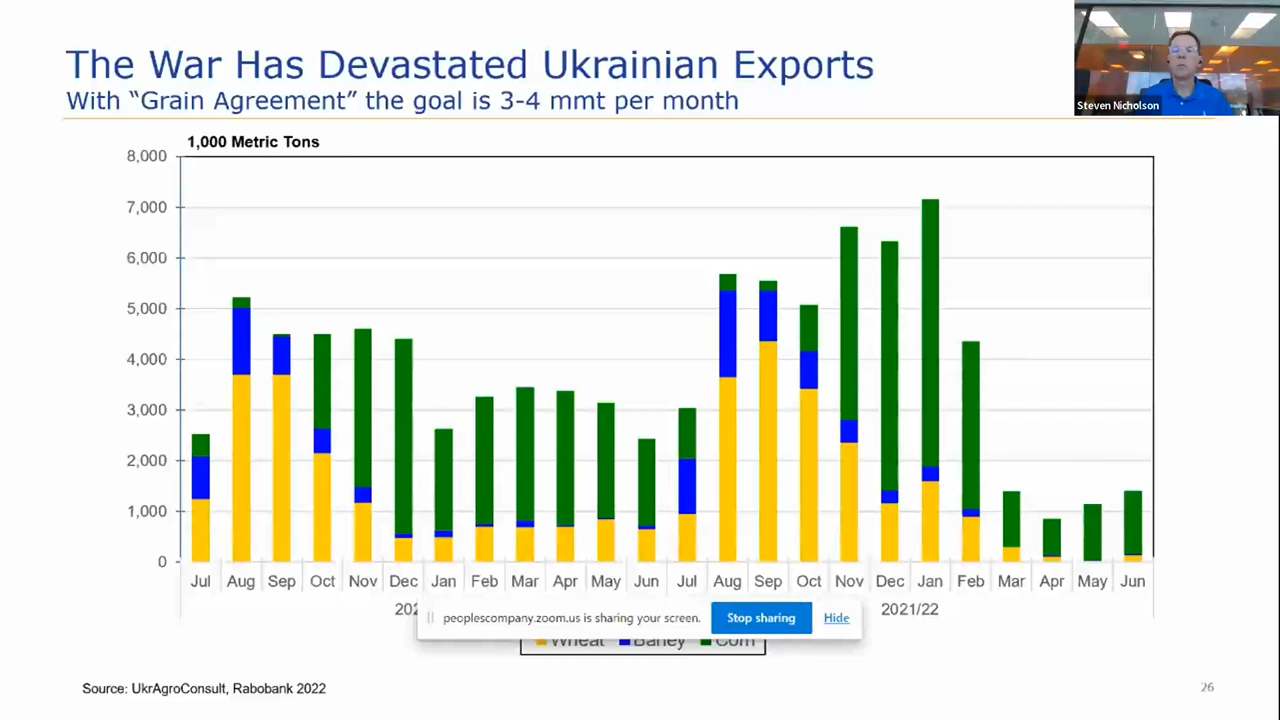 The War Has Devastated Ukrainian Exports
With “Grain Agreement” the goal is 3-4 mmt per month
Steven Nicholson
1,000 Metric Tons
8,000
7,000
6,000
5,000
4,000
3,000
2,000
1,000
0
Jul Aug Sep Oct Nov Dec Jan Feb Mar Apr May Jun Jul Aug Sep Oct Nov Dec Jan Feb Mar Apr May Jun
2021/22
peoplescompany.zoom.us is sharing your screen. Stop sharing Hide
Wheat Barley Corn
Source: UkrAgroConsult, Rabobank 2022
26